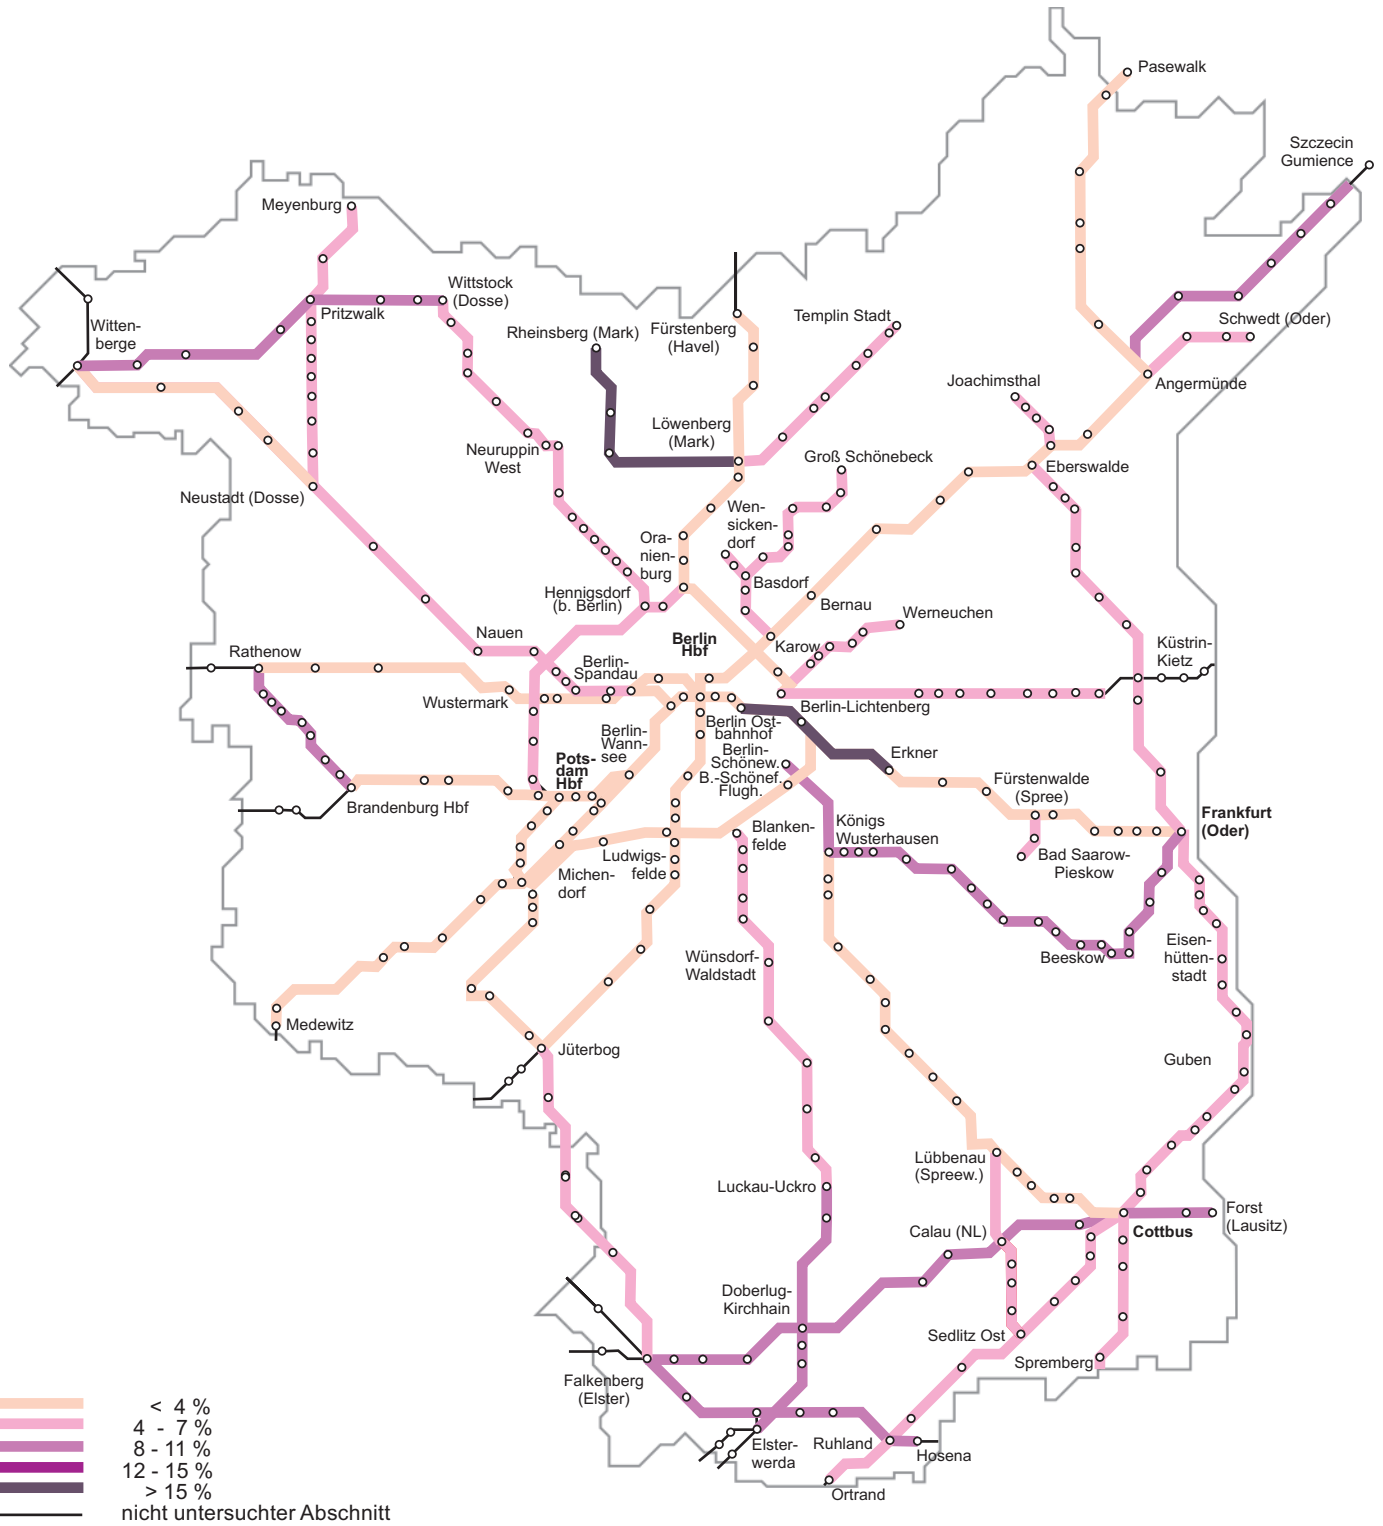 Pasewalk
Szczecin
Gumience
Meyenburg
Wittstock
(Dosse)
Pritzwalk
Witten-
berge
Rheinsberg (Mark)
Fürstenberg
(Havel)
Templin Stadt
Schwedt (Oder)
Angermünde
Joachimsthal
Löwenberg
(Mark)
Neuruppin
West
Groß Schönebeck
Eberswalde
Neustadt (Dosse)
Wen-
sicken-
dorf
Ora-
nien-
burg
Basdorf
Hennigsdorf
(b. Berlin)
Bernau
Werneuchen
Nauen
Berlin
Hbf
Karow
Küstrin-
Kietz
Rathenow
Berlin-
Spandau
Wustermark
Berlin-Lichtenberg
Berlin Ost-
bahnhof
Berlin-
Wann-
see
Berlin-
Schönew.
B.-Schönef.
Flugh.
Erkner
Pots-
dam
Hbf
Fürstenwalde
(Spree)
Brandenburg Hbf
Frankfurt
(Oder)
Königs
Wusterhausen
Blanken-
felde
Ludwigs-
felde
Bad Saarow-
Pieskow
Michen-
dorf
Wünsdorf-
Waldstadt
Beeskow
Eisen-
hütten-
stadt
Medewitz
Jüterbog
Guben
Lübbenau
(Spreew.)
Luckau-Uckro
Forst
(Lausitz)
Calau (NL)
Cottbus
Doberlug-
Kirchhain
Sedlitz Ost
Spremberg
Falkenberg
(Elster)
Elster-
werda
Ruhland
Hosena
Ortrand
< 4 %
4 - 7 %
8 - 11 %
12 - 15 %
> 15 %
nicht untersuchter Abschnitt